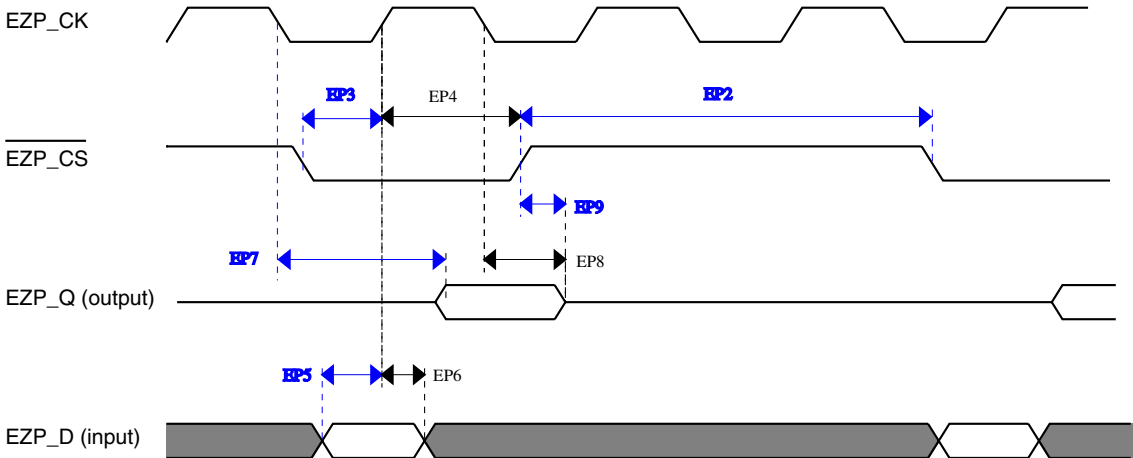 EZP_CK
EP3
EP4
EP2
EZP_CS
EP9
EP7
EP8
EZP_Q (output)
EP5
EP6
EZP_D (input)